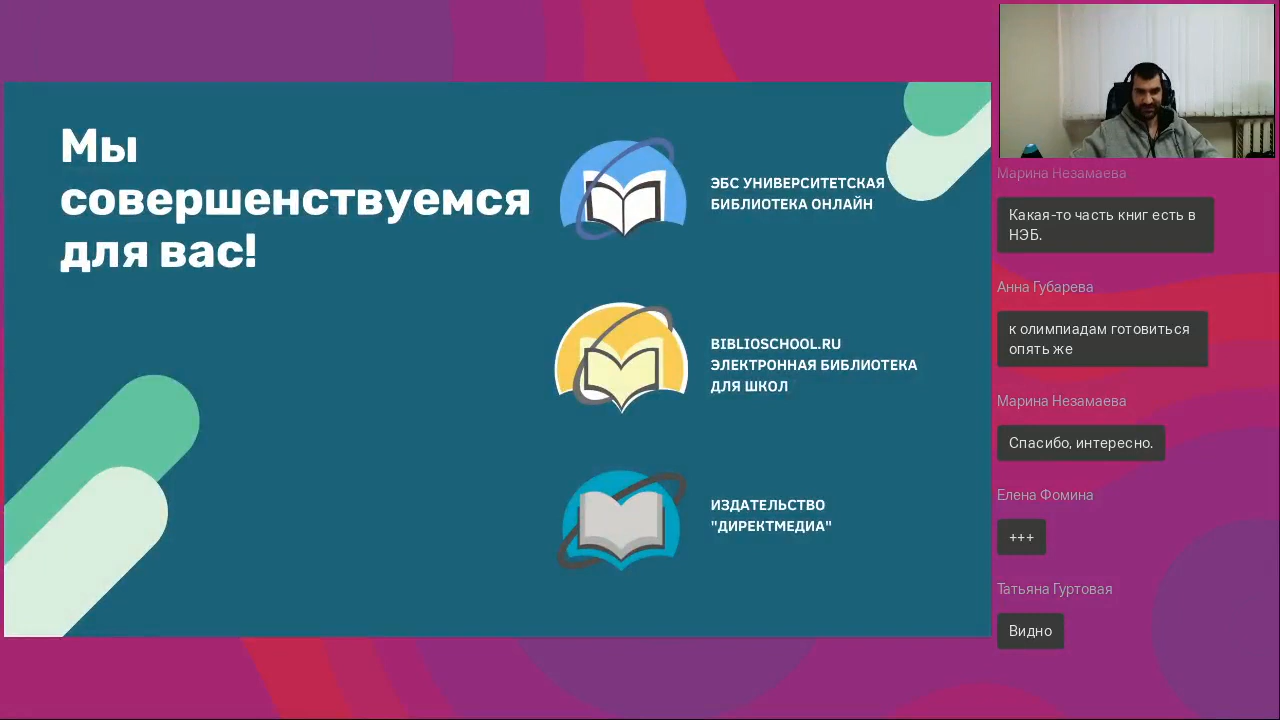 Мы
совершенствуемся
для вас!
ЭБС УНИВЕРСИТЕТСКАЯ
БИБЛИОТЕКА ОНЛАЙН
BIBLIOSCHOOL.RU
ЭЛЕКТРОННАЯ БИБЛИОТЕКА
ДЛЯ ШКОЛ
ИЗДАТЕЛЬСТВО
"ДИРЕКТМЕДИА"
Марина Незамаева
Какая-то часть книг есть в
НЭБ.
Анна Губарева
к олимпиадам готовиться
опять же
Марина Незамаева
Спасибо, интересно.
Елена Фомина
+++
Татьяна Гуртовая
Видно